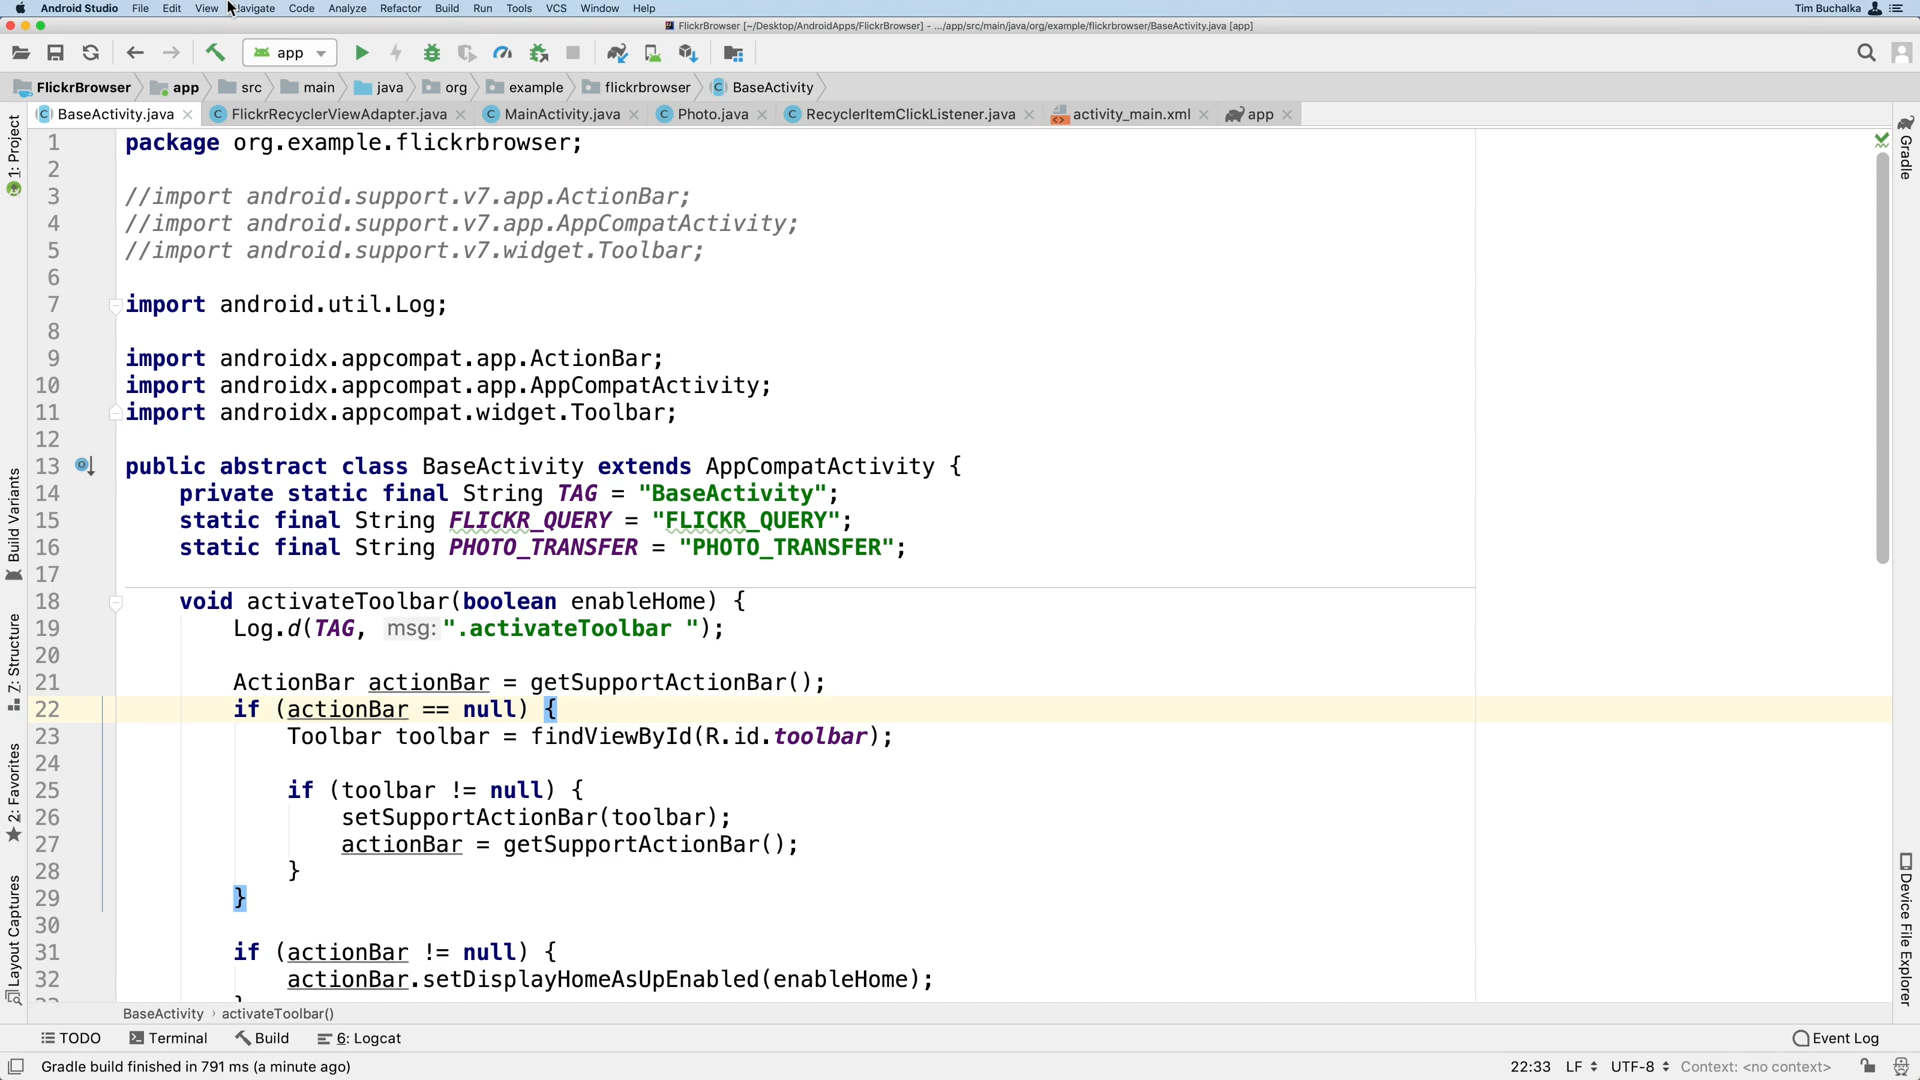 Android Studio File Edit View Navigate Code Analyze Refactor Build Run Tools VCS Window Help Tim Buchalka
FlickrBrowser [~/Desktop/AndroidApps/FlickrBrowser] - .../app/src/main/java/org/example/flickrbrowser/BaseActivity.java [app]
app
FlickrBrowser app src main java org example flickrbrowser BaseActivity
BaseActivity.java FlickrRecyclerViewAdapter.java MainActivity.java Photo.java RecyclerItemClickListener.java activity_main.xml app
1: Project
Build Variants
7: Structure
2: Favorites
Layout Captures
1 package org.example.flickrbrowser;
2
3 //import android.support.v7.app.ActionBar;
4 //import android.support.v7.app.AppCompatActivity;
5 //import android.support.v7.widget.Toolbar;
6
7 import android.util.Log;
8
9 import androidx.appcompat.app.ActionBar;
10 import androidx.appcompat.app.AppCompatActivity;
11 import androidx.appcompat.widget.Toolbar;
12
13 public abstract class BaseActivity extends AppCompatActivity {
14 private static final String TAG = "BaseActivity";
15 static final String FLICKR_QUERY = "FLICKR_QUERY";
16 static final String PHOTO_TRANSFER = "PHOTO_TRANSFER";
17
18 void activateToolbar(boolean enableHome) {
19 Log.d(TAG, msg: ".activateToolbar ");
20
21 ActionBar actionBar = getSupportActionBar();
22 if (actionBar == null) {
23 Toolbar toolbar = findViewById(R.id.toolbar);
24
25 if (toolbar != null) {
26 setSupportActionBar(toolbar);
27 actionBar = getSupportActionBar();
28 }
29 }
30
31 if (actionBar != null) {
32 actionBar.setDisplayHomeAsUpEnabled(enableHome);
Gradle
Device File Explorer
BaseActivity › activateToolbar()
TODO Terminal Build 6: Logcat Event Log
Gradle build finished in 791 ms (a minute ago) 22:33 LF UTF-8 Context: <no context>